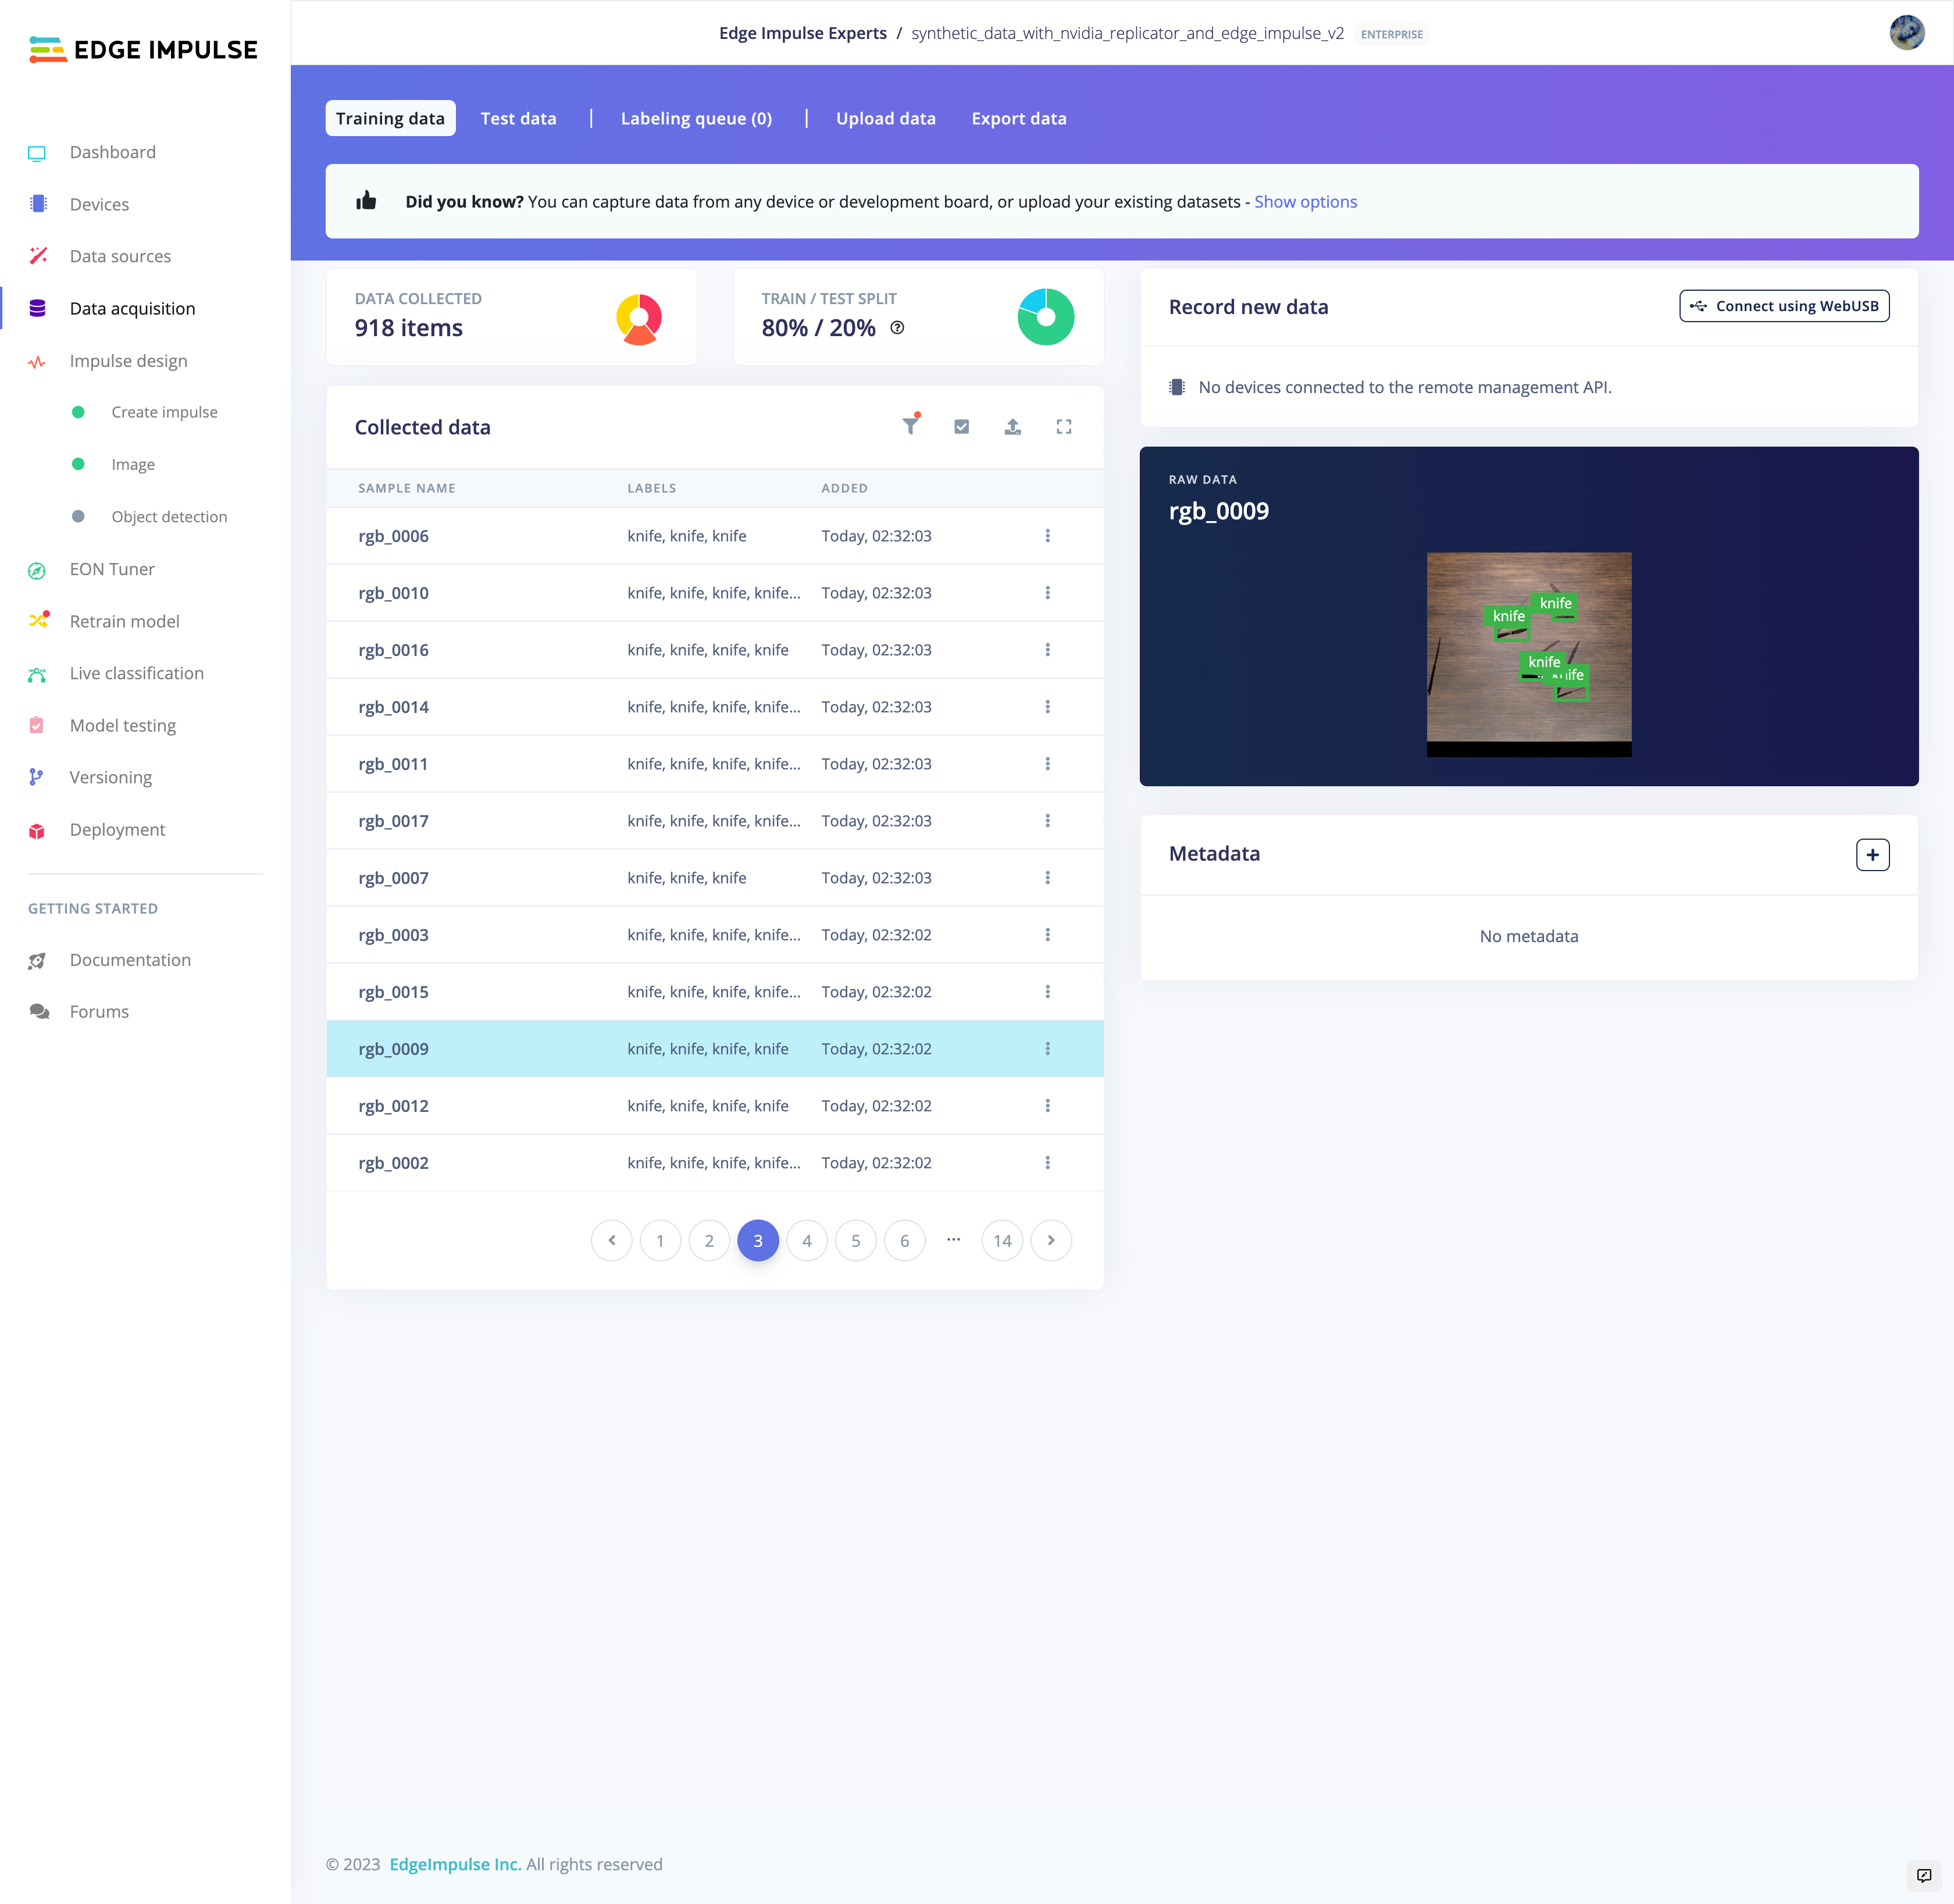 EDGE IMPULSE
Edge Impulse Experts / synthetic_data_with_nvidia_replicator_and_edge_impulse_v2 ENTERPRISE
Dashboard
Devices
Data sources
Data acquisition
Impulse design
Create impulse
Image
Object detection
EON Tuner
Retrain model
Live classification
Model testing
Versioning
Deployment
GETTING STARTED
Documentation
Forums
Training data Test data | Labeling queue (0) | Upload data Export data
Did you know? You can capture data from any device or development board, or upload your existing datasets - Show options
DATA COLLECTED
918 items
TRAIN / TEST SPLIT
80% / 20%
Collected data
SAMPLE NAME LABELS ADDED
rgb_0006 knife, knife, knife Today, 02:32:03
rgb_0010 knife, knife, knife, knife... Today, 02:32:03
rgb_0016 knife, knife, knife, knife Today, 02:32:03
rgb_0014 knife, knife, knife, knife... Today, 02:32:03
rgb_0011 knife, knife, knife, knife... Today, 02:32:03
rgb_0017 knife, knife, knife, knife... Today, 02:32:03
rgb_0007 knife, knife, knife Today, 02:32:03
rgb_0003 knife, knife, knife, knife... Today, 02:32:02
rgb_0015 knife, knife, knife, knife... Today, 02:32:02
rgb_0009 knife, knife, knife, knife Today, 02:32:02
rgb_0012 knife, knife, knife, knife Today, 02:32:02
rgb_0002 knife, knife, knife, knife... Today, 02:32:02
1 2 3 4 5 6 ... 14
Record new data
Connect using WebUSB
No devices connected to the remote management API.
RAW DATA
rgb_0009
knife
knife
knife
knife
Metadata
+
No metadata
© 2023 EdgeImpulse Inc. All rights reserved